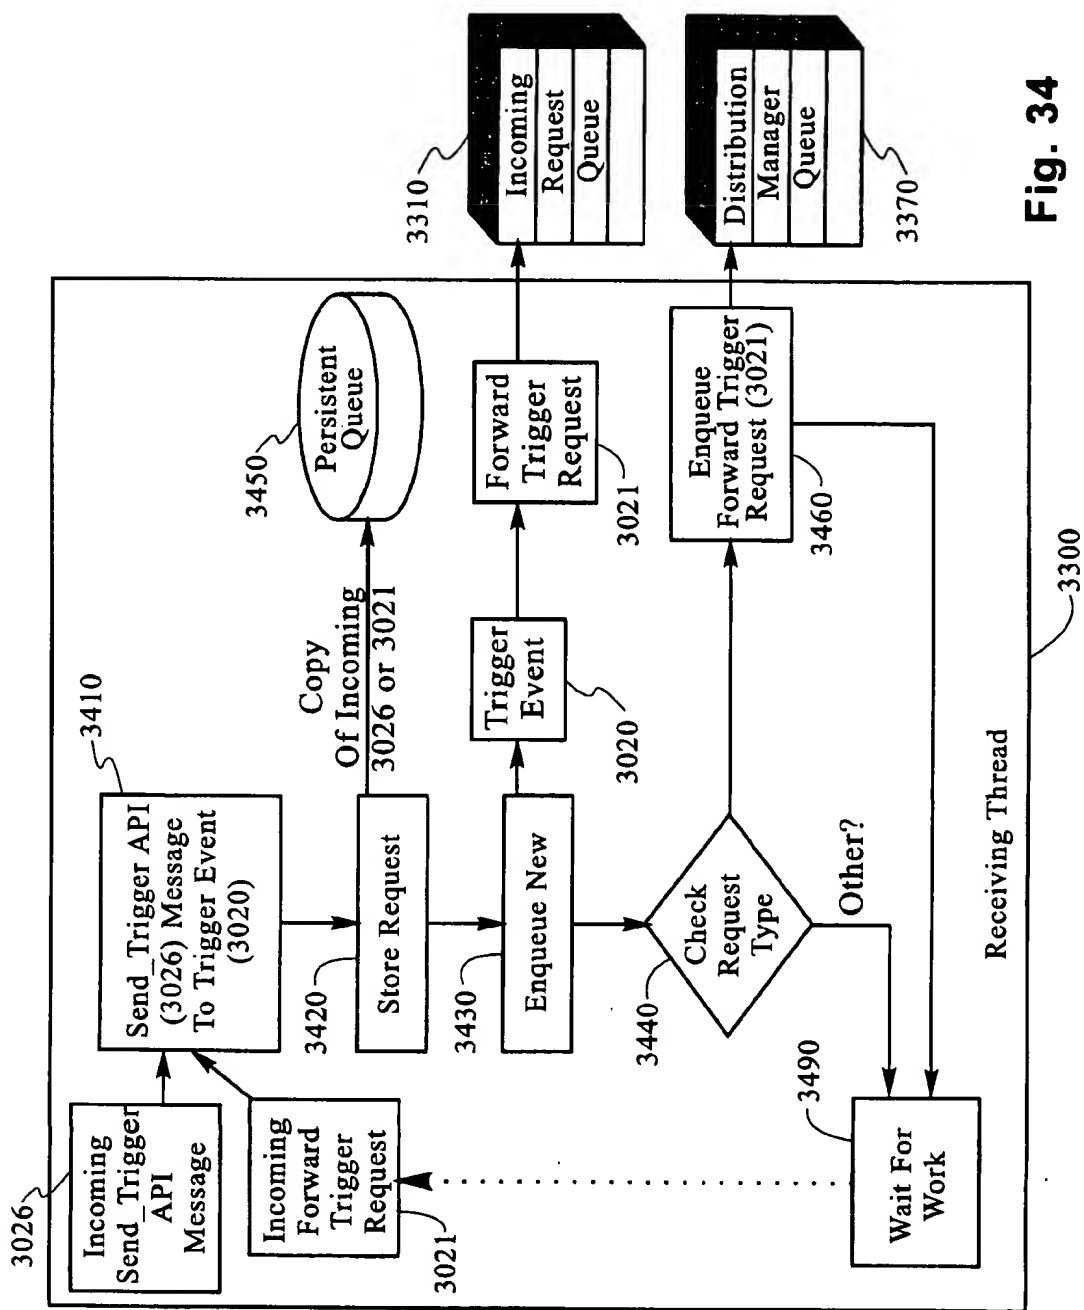 3026
Incoming
Send_Trigger
API
Message
Incoming
Forward
Trigger
Request
3021
3410
Send_Trigger API
(3026) Message
To Trigger Event
(3020)
3420
Store Request
Copy
Of Incoming
3026 or 3021
3450
Persistent
Queue
3430
Enqueue New
Trigger
Event
3020
Forward
Trigger
Request
3021
3310
Incoming
Request
Queue
3440
Check
Request
Type
Other?
Enqueue
Forward Trigger
Request (3021)
3460
Distribution
Manager
Queue
3370
3490
Wait For
Work
Receiving Thread
3300
Fig. 34